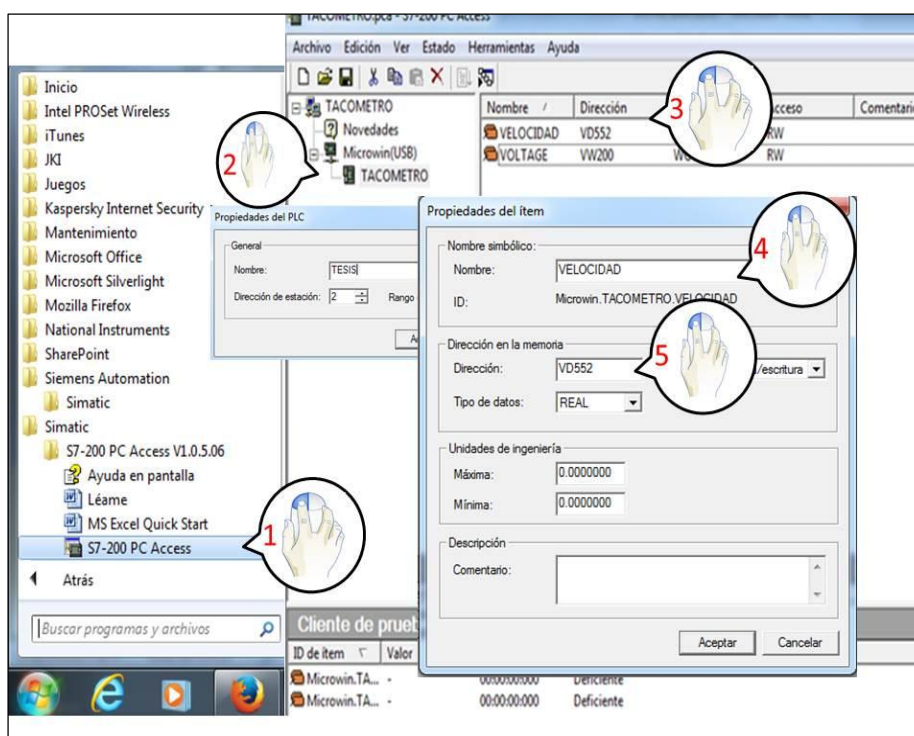 TACOMETRO.pca - S7-200 PC Access
Archivo Edición Ver Estado Herramientas Ayuda
TACOMETRO
Novedades
Microwin(USB)
TACOMETRO
Nombre / Dirección Acceso Comentario
VELOCIDAD VD552 RW
VOLTAGE VW200 RW
2
3
Inicio
Intel PROSet Wireless
iTunes
JKI
Juegos
Kaspersky Internet Security
Mantenimiento
Microsoft Office
Microsoft Silverlight
Mozilla Firefox
National Instruments
SharePoint
Siemens Automation
Simatic
Simatic
S7-200 PC Access V1.0.5.06
Ayuda en pantalla
Léame
MS Excel Quick Start
S7-200 PC Access
1
Atrás
Buscar programas y archivos
Propiedades del PLC
General
Nombre: TESIS
Dirección de estación: 2 Rango
Propiedades del ítem
Nombre simbólico:
Nombre: VELOCIDAD
4
ID: Microwin.TACOMETRO.VELOCIDAD
Dirección en la memoria
Dirección: VD552 /escritura
5
Tipo de datos: REAL
Unidades de ingeniería
Máxima: 0.0000000
Mínima: 0.0000000
Descripción
Comentario:
Aceptar Cancelar
Cliente de prueb
ID de ítem Valor
Microwin.TA... - 00:00:00:000 Deficiente
Microwin.TA... - 00:00:00:000 Deficiente